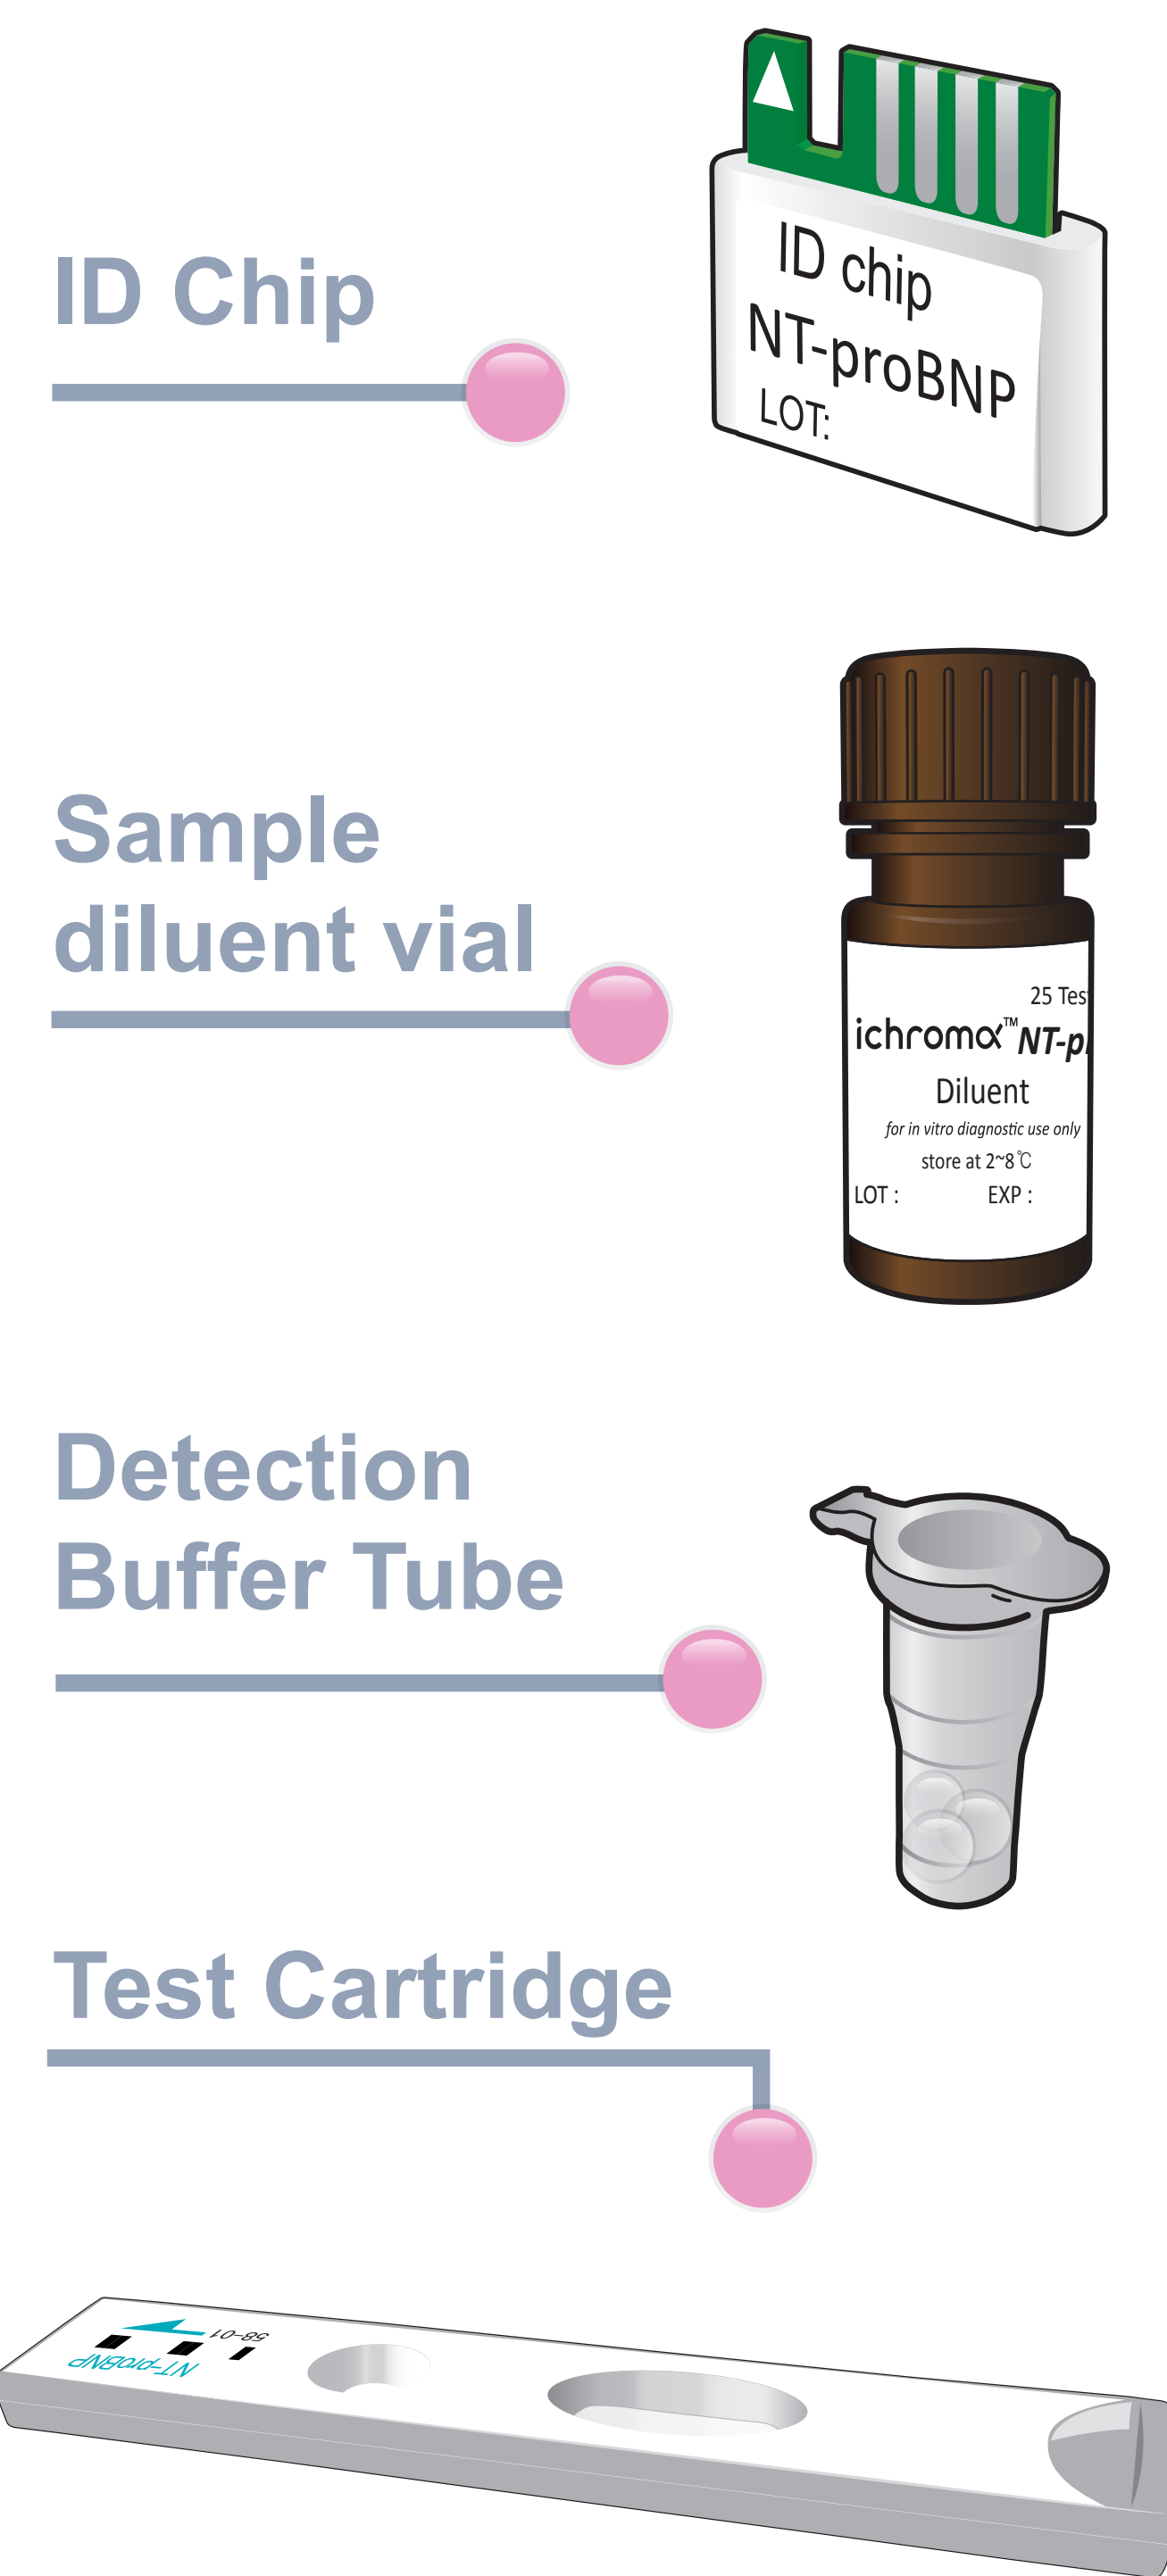 ID Chip
ID chip
NT-proBNP
LOT:
Sample
diluent vial
25 Tes
ichroma™ NT-p
Diluent
for in vitro diagnostic use only
store at 2~8℃
LOT :
EXP :
Detection
Buffer Tube
Test Cartridge
58-01
NT-proBNP